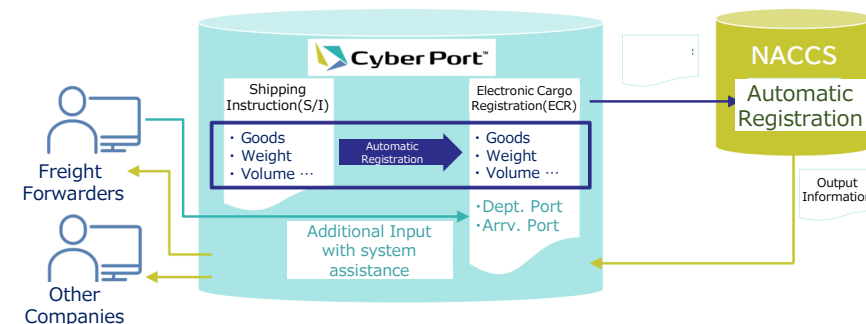 Cyber Port™
NACCS
Automatic
Registration
Shipping
Instruction(S/I)
Electronic Cargo
Registration(ECR)
・Goods
・Weight
・Volume …
Automatic
Registration
・Goods
・Weight
・Volume …
Freight
Forwarders
・Dept. Port
・Arrv. Port
Additional Input
with system
assistance
Output
Information
Other
Companies